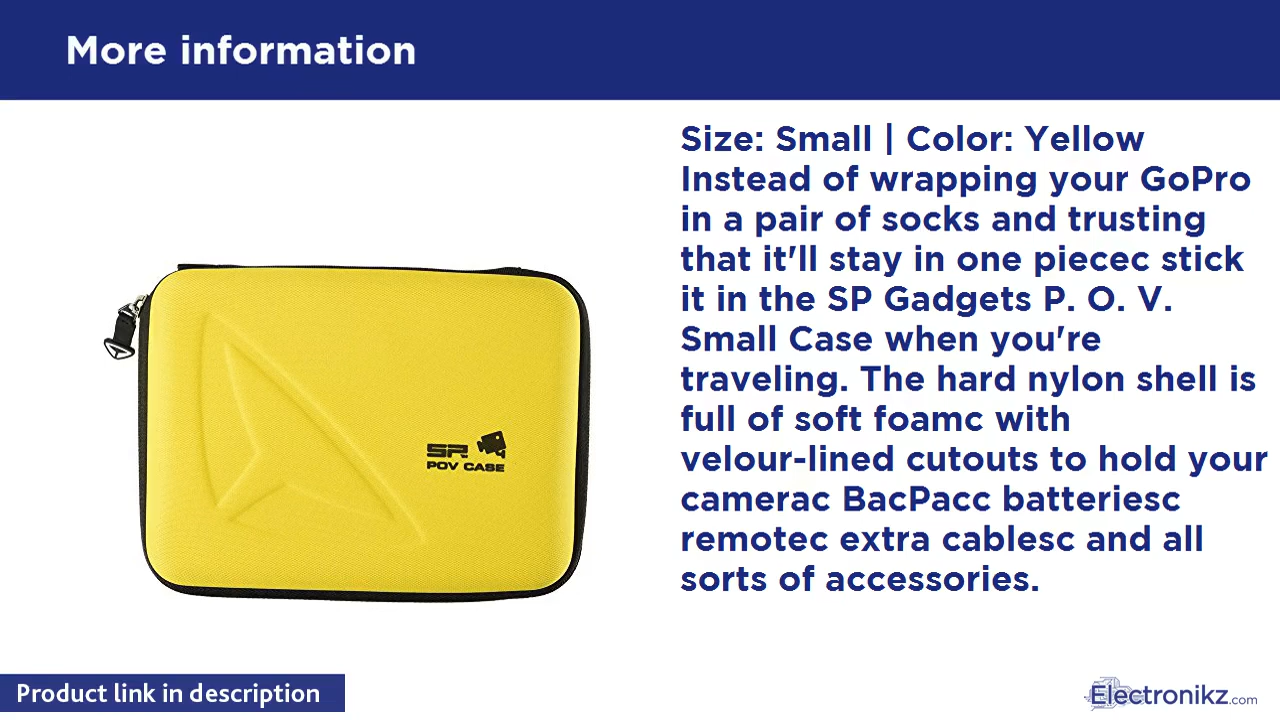 More information
Size: Small | Color: Yellow
Instead of wrapping your GoPro
in a pair of socks and trusting
that it'll stay in one piecec stick
it in the SP Gadgets P. O. V.
Small Case when you're
traveling. The hard nylon shell is
full of soft foamc with
velour-lined cutouts to hold your
camerac BacPacc batteriesc
remotec extra cablesc and all
sorts of accessories.
SP
POV CASE
Product link in description
Electronikz.com